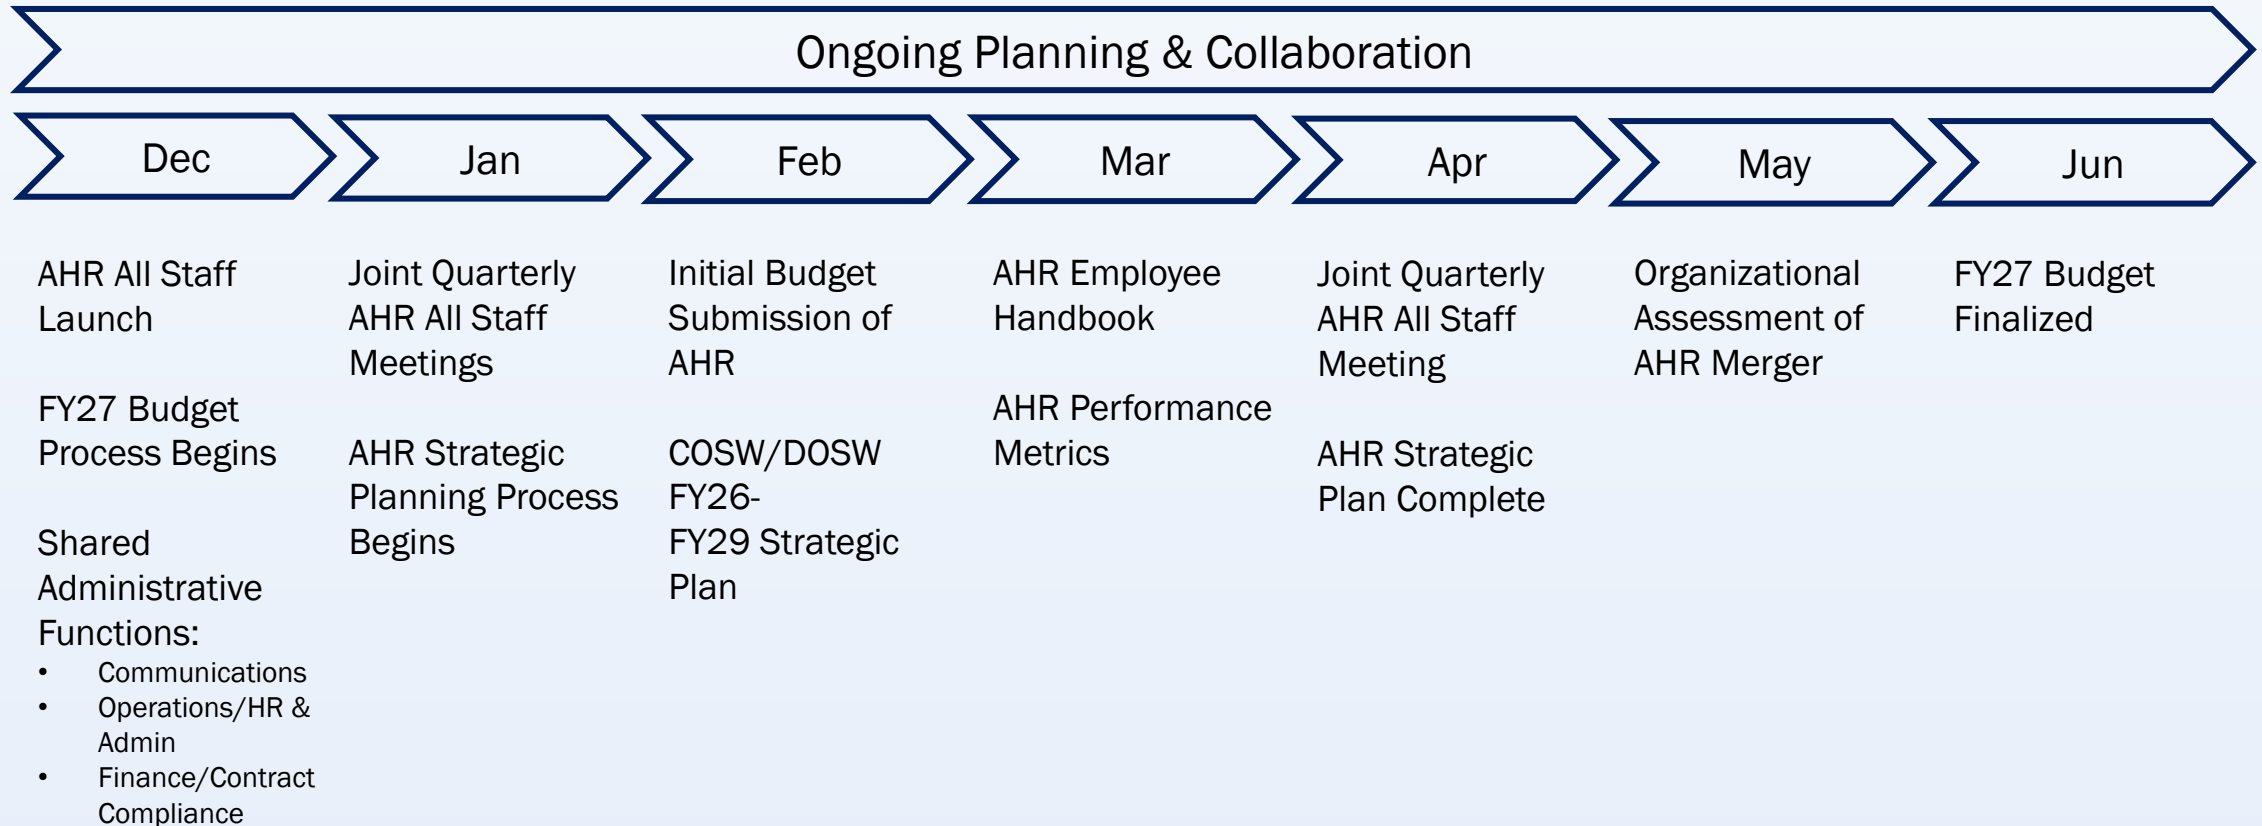 Ongoing Planning & Collaboration
Dec
Jan
Feb
Mar
Apr
May
Jun
AHR All Staff
Launch
FY27 Budget
Process Begins
Shared
Administrative
Functions:
• Communications
• Operations/HR &
Admin
• Finance/Contract
Compliance
Joint Quarterly
AHR All Staff
Meetings
AHR Strategic
Planning Process
Begins
Initial Budget
Submission of
AHR
COSW/DOSW
FY26-
FY29 Strategic
Plan
AHR Employee
Handbook
AHR Performance
Metrics
Joint Quarterly
AHR All Staff
Meeting
AHR Strategic
Plan Complete
Organizational
Assessment of
AHR Merger
FY27 Budget
Finalized